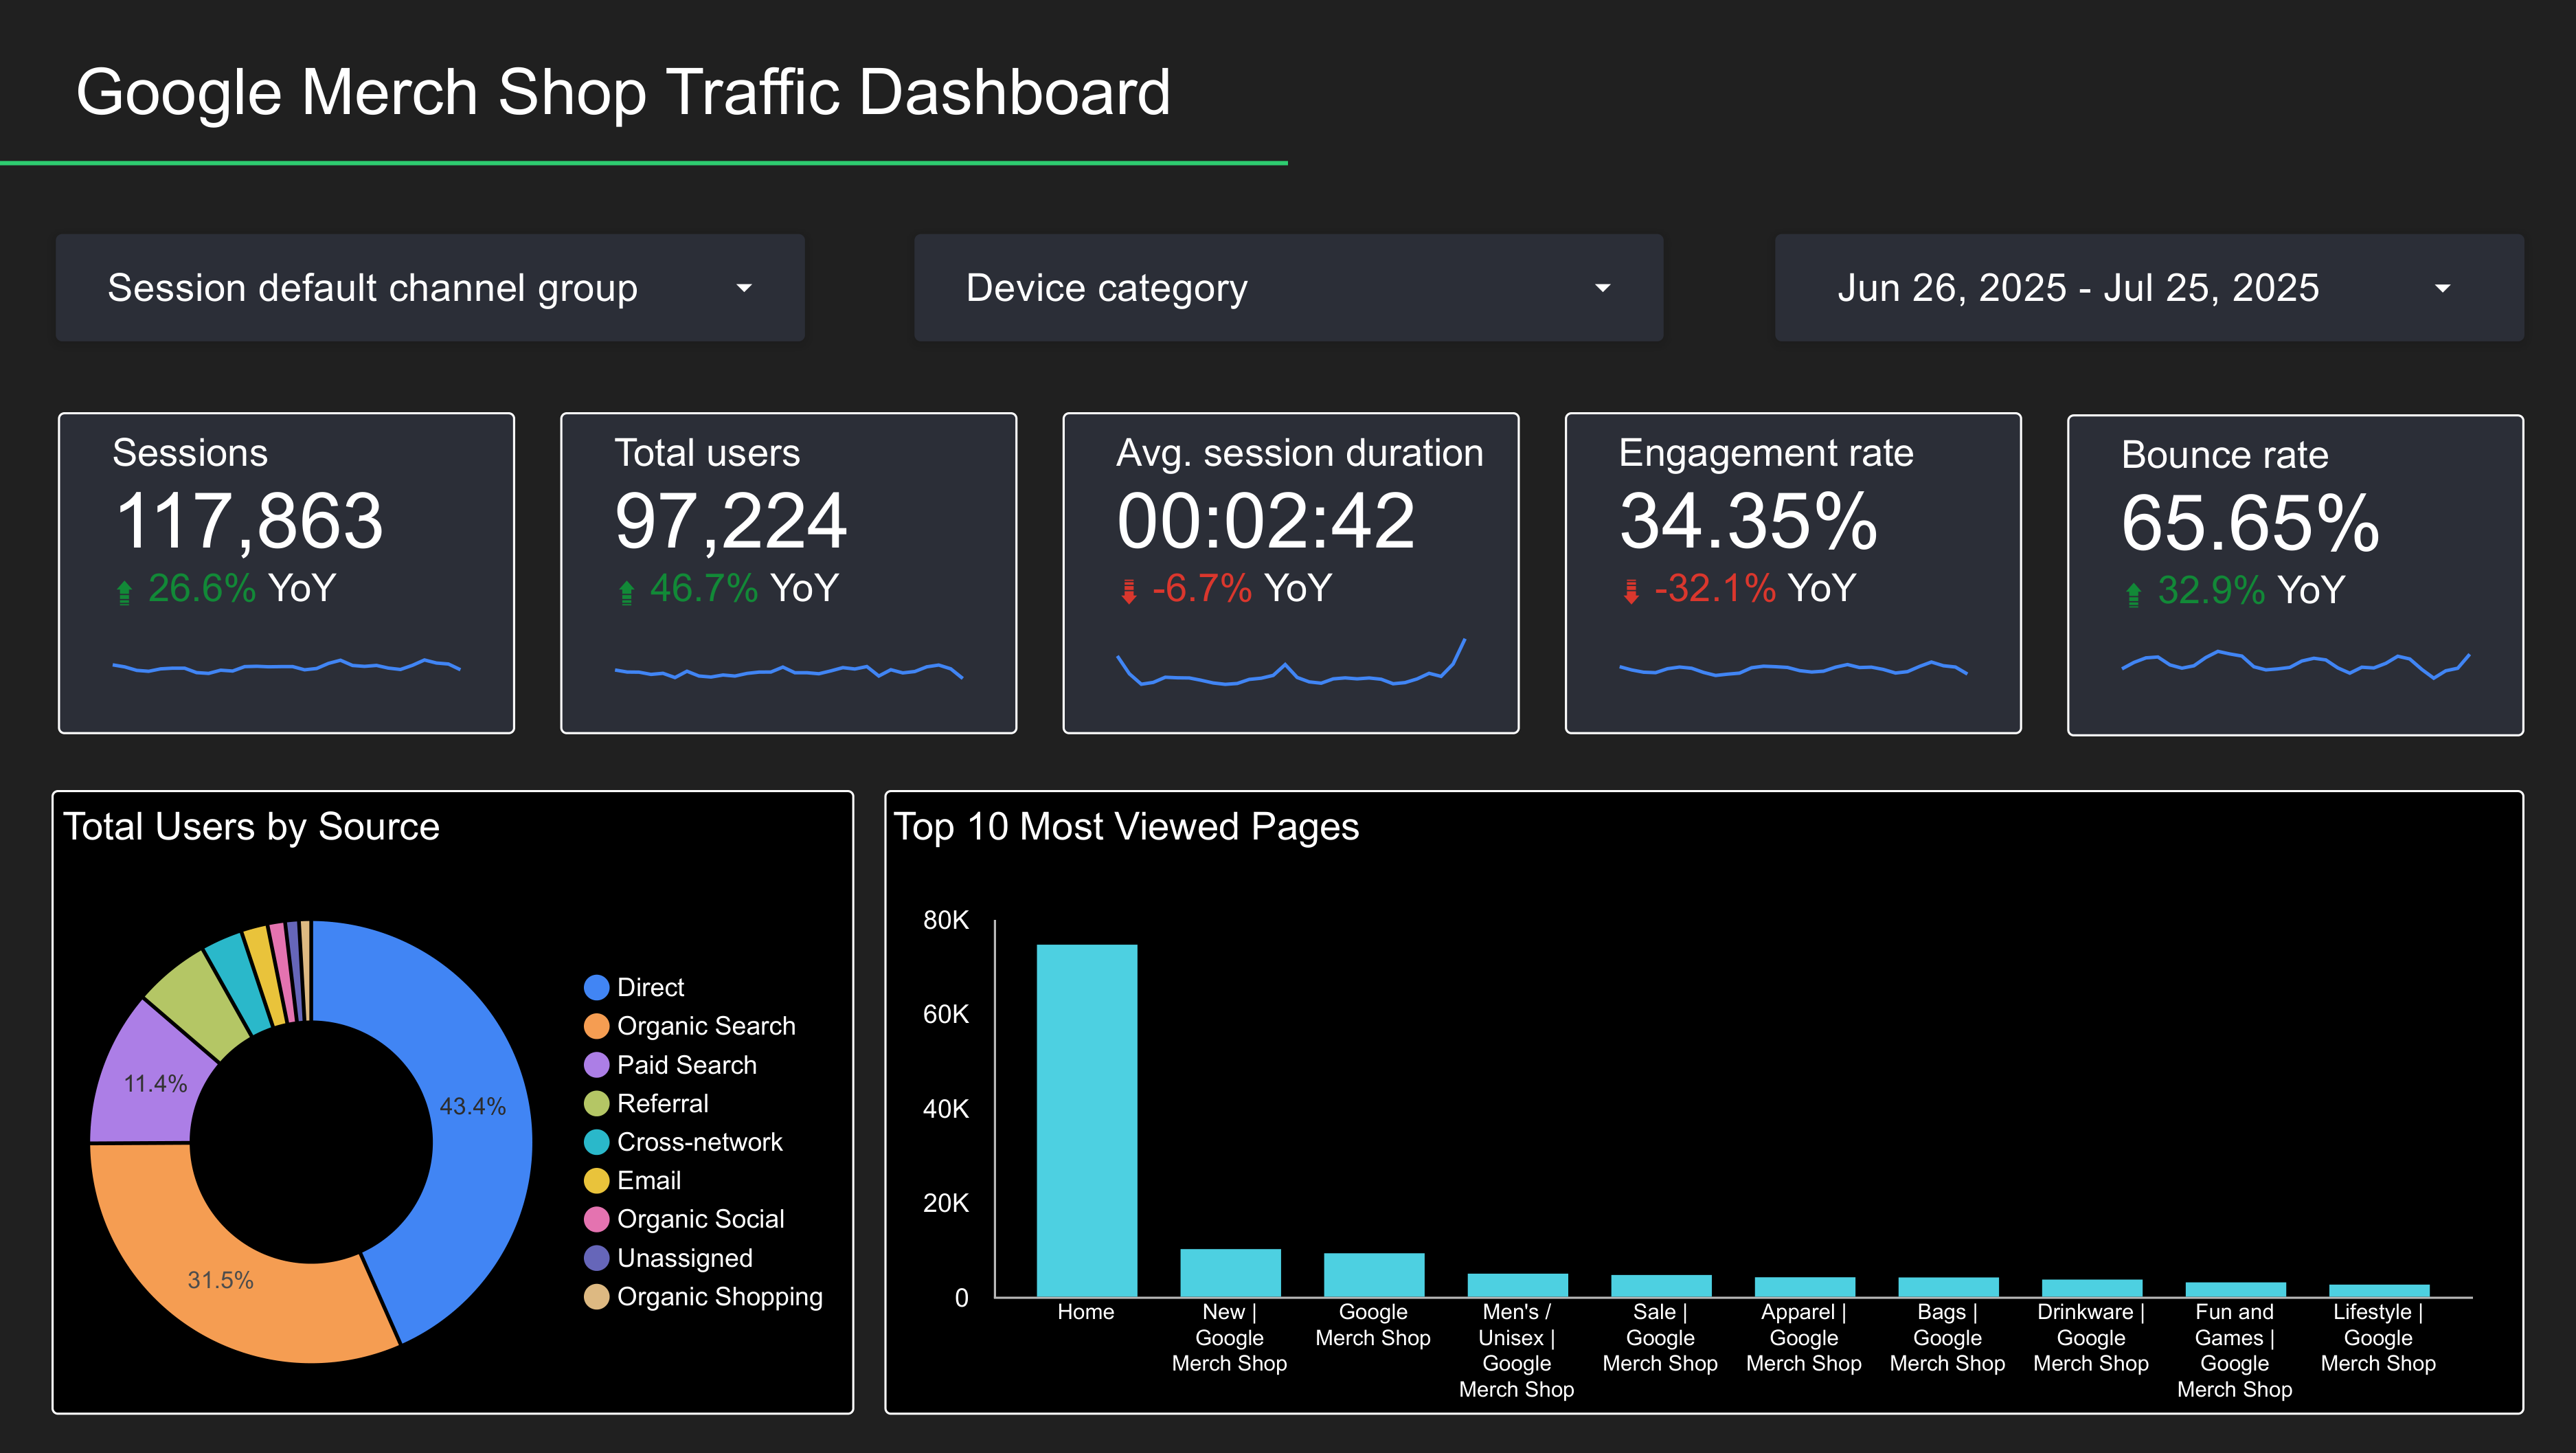 Google Merch Shop Traffic Dashboard
Session default channel group
Device category
Jun 26, 2025 - Jul 25, 2025
Sessions
117,863
26.6% YoY
Total users
97,224
46.7% YoY
Avg. session duration
00:02:42
-6.7% YoY
Engagement rate
34.35%
-32.1% YoY
Bounce rate
65.65%
32.9% YoY
Total Users by Source
11.4%
43.4%
31.5%
Direct
Organic Search
Paid Search
Referral
Cross-network
Email
Organic Social
Unassigned
Organic Shopping
Top 10 Most Viewed Pages
80K
60K
40K
20K
0
Home
New |
Google
Merch Shop
Google
Merch Shop
Men's /
Unisex |
Google
Merch Shop
Sale |
Google
Merch Shop
Apparel |
Google
Merch Shop
Bags |
Google
Merch Shop
Drinkware |
Google
Merch Shop
Fun and
Games |
Google
Merch Shop
Lifestyle |
Google
Merch Shop